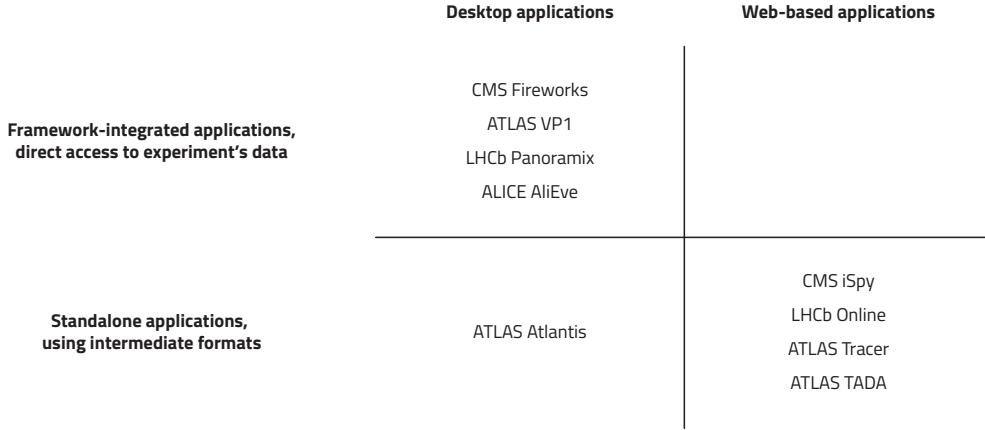 Desktop applications
Web-based applications
Framework-integrated applications,
direct access to experiment's data
CMS Fireworks
ATLAS VP1
LHCb Panoramix
ALICE AliEve
Standalone applications,
using intermediate formats
ATLAS Atlantis
CMS iSpy
LHCb Online
ATLAS Tracer
ATLAS TADA